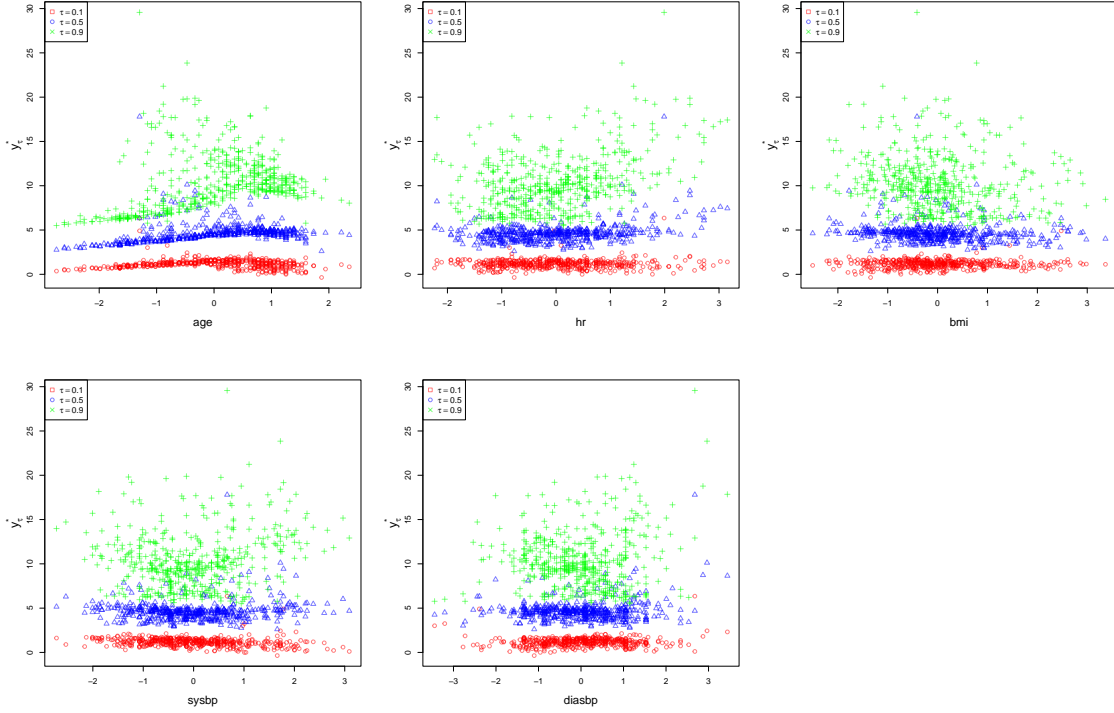 τ = 0.1
τ = 0.5
τ = 0.9
y*τ
0 5 10 15 20 25 30
−2 −1 0 1 2
age
τ = 0.1
τ = 0.5
τ = 0.9
y*τ
0 5 10 15 20 25 30
−2 −1 0 1 2 3
hr
τ = 0.1
τ = 0.5
τ = 0.9
y*τ
0 5 10 15 20 25 30
−2 −1 0 1 2 3
bmi
τ = 0.1
τ = 0.5
τ = 0.9
y*τ
0 5 10 15 20 25 30
−2 −1 0 1 2 3
sysbp
τ = 0.1
τ = 0.5
τ = 0.9
y*τ
0 5 10 15 20 25 30
−3 −2 −1 0 1 2 3
diasbp